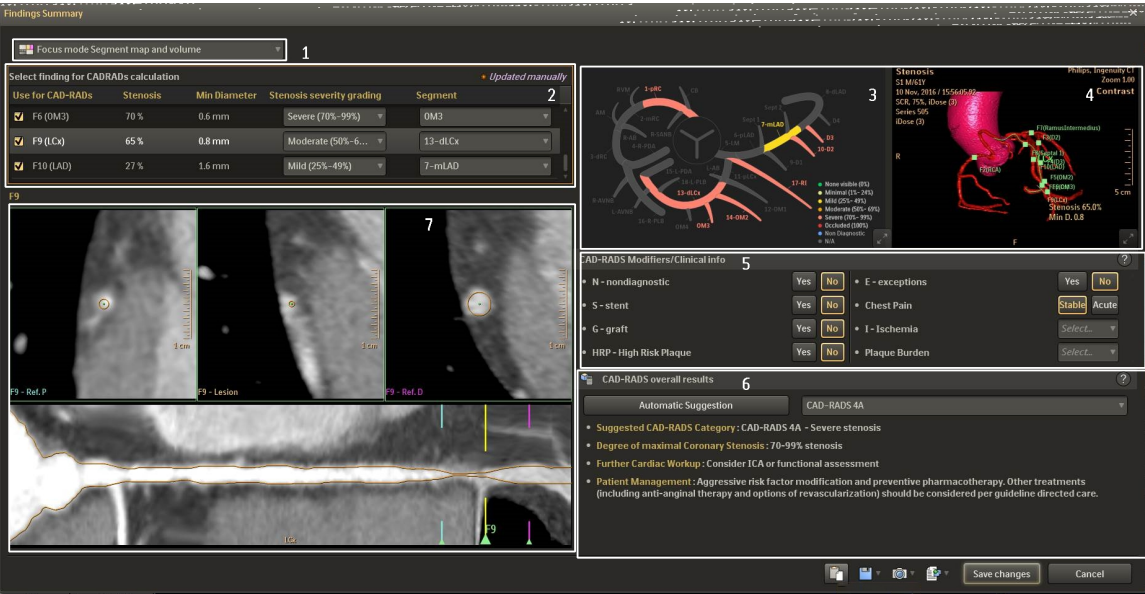 Findings Summary
Focus mode Segment map and volume
1
Select finding for CADRADs calculation
• Updated manually
Use for CAD-RADs Stenosis Min Diameter Stenosis severity grading Segment
2
F6 (OM3) 70 % 0.6 mm Severe (70%-99%) OM3
F9 (LCx) 65 % 0.8 mm Moderate (50%-6... 13-dLCx
F10 (LAD) 27 % 1.6 mm Mild (25%-49%) 7-mLAD
3
1-pRC
7-mLAD
D3
10-D2
17-RI
13-dLCx
14-OM2
OM3
None visible (0%)
Minimal (1%- 24%)
Mild (25%- 49%)
Moderate (50%- 69%)
Severe (70%- 99%)
Occluded (100%)
Non Diagnostic
N/A
Stenosis
S1 M/61Y
10 Nov, 2016 / 15:56:05.92
SCR, 75%, iDose (3)
Series 505
iDose (3)
Philips, Ingenuity CT
Zoom 1.00
Contrast
4
R
F7(RamusIntermedius)
F5(OM2)
5 cm
Stenosis 65.0%
Min D. 0.8
F
F9
7
1 cm
1 cm
1 cm
F9 - Ref. P
F9 - Lesion
F9 - Ref. D
F9
LCx
CAD-RADS Modifiers/Clinical info
5
?
• N - nondiagnostic Yes No
• E - exceptions Yes No
• S - stent Yes No
• Chest Pain Stable Acute
• G - graft Yes No
• I - Ischemia Select...
• HRP - High Risk Plaque Yes No
• Plaque Burden Select...
CAD-RADS overall results
6
?
Automatic Suggestion
CAD-RADS 4A
• Suggested CAD-RADS Category : CAD-RADS 4A - Severe stenosis
• Degree of maximal Coronary Stenosis : 70-99% stenosis
• Further Cardiac Workup : Consider ICA or functional assessment
• Patient Management : Aggressive risk factor modification and preventive pharmacotherapy. Other treatments
(including anti-anginal therapy and options of revascularization) should be considered per guideline directed care.
Save changes
Cancel